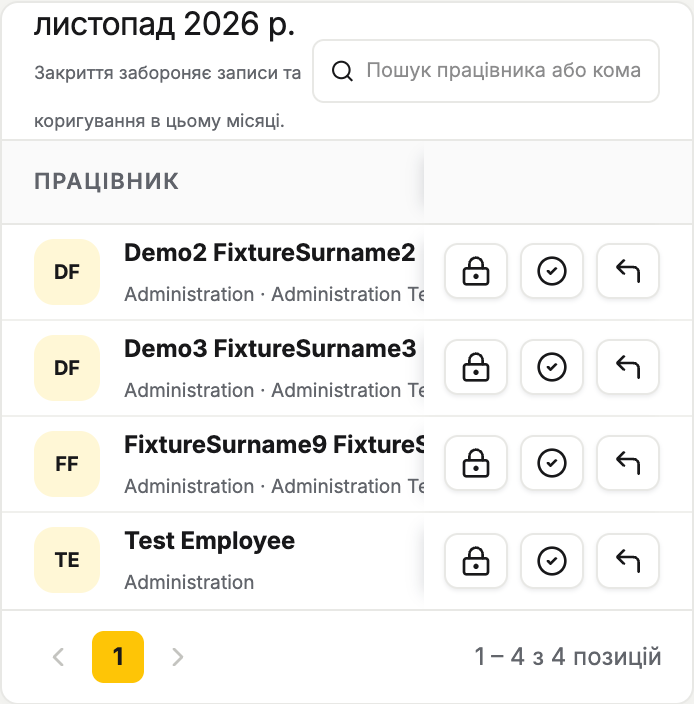 листопад 2026 р.
Закриття забороняє записи та
коригування в цьому місяці.
Пошук працівника або кома
ПРАЦІВНИК
DF
Demo2 FixtureSurname2
Administration · Administration Te
DF
Demo3 FixtureSurname3
Administration · Administration Te
FF
FixtureSurname9 FixtureS
Administration · Administration Te
TE
Test Employee
Administration
1
1 – 4 з 4 позицій